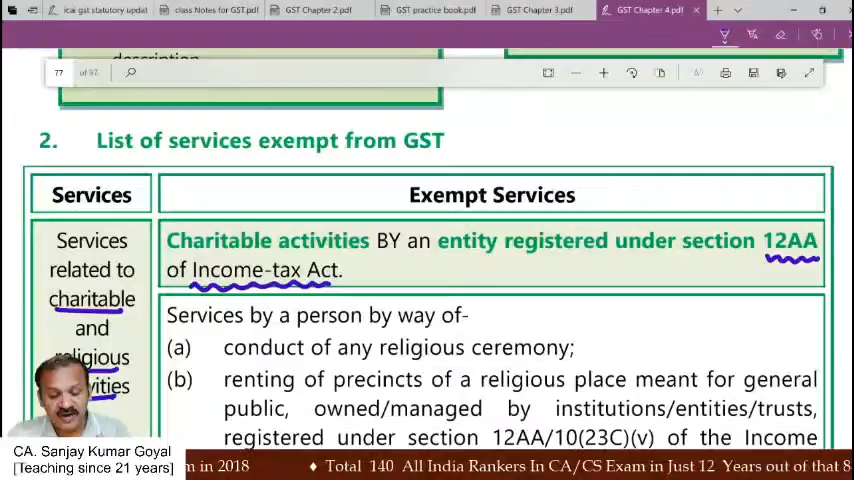 icai gst statutory updat
class Notes for GST.pdf
GST Chapter 2.pdf
GST practice book.pdf
GST Chapter 3.pdf
GST Chapter 4.pdf
description
77 of 97
2. List of services exempt from GST
Services
Exempt Services
Services
related to
charitable
and
religious
Charitable activities BY an entity registered under section 12AA
of Income-tax Act.
Services by a person by way of-
(a) conduct of any religious ceremony;
(b) renting of precincts of a religious place meant for general
public, owned/managed by institutions/entities/trusts,
registered under section 12AA/10(23C)(v) of the Income
CA. Sanjay Kumar Goyal
[Teaching since 21 years]
m in 2018 ♦ Total 140 All India Rankers In CA/CS Exam in Just 12 Years out of that 8